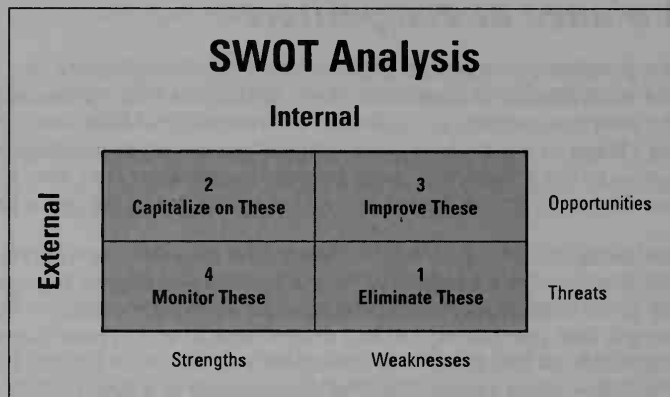 SWOT Analysis
Internal
External
2
Capitalize on These
3
Improve These
Opportunities
4
Monitor These
1
Eliminate These
Threats
Strengths
Weaknesses